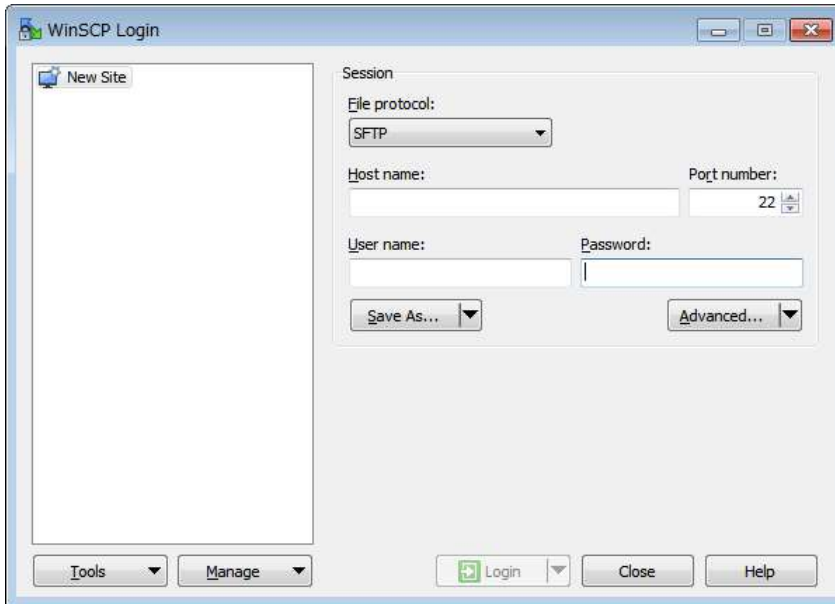 WinSCP Login
New Site
Session
File protocol:
SFTP
Host name: Port number:
22
User name: Password:
Save As... Advanced...
Tools Manage Login Close Help